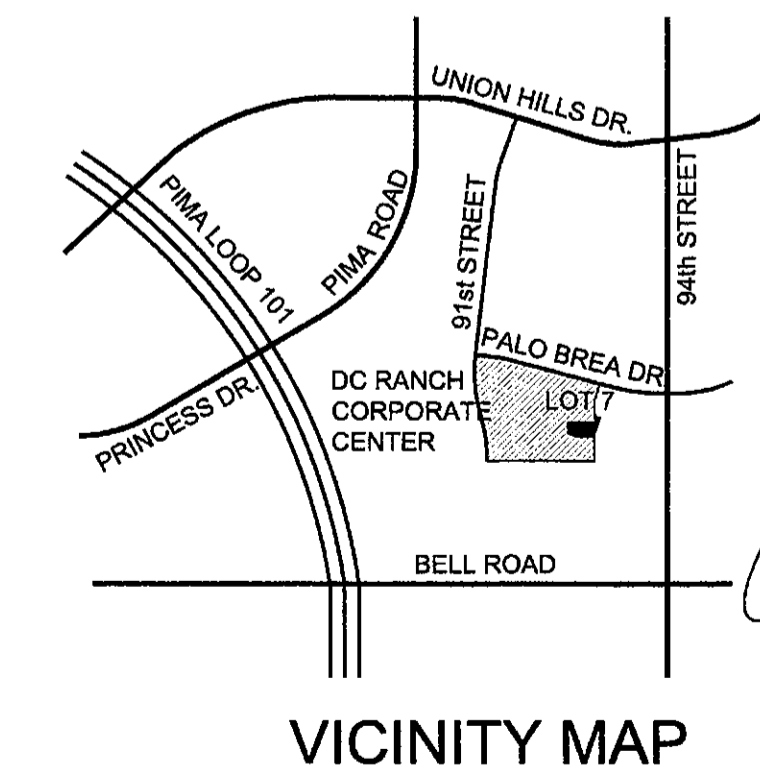 UNION HILLS DR.
PIMA LOOP 101
PIMA ROAD
91st STREET
94th STREET
PALO BREA DR
DC RANCH
CORPORATE
CENTER
LOT 7
PRINCESS DR.
BELL ROAD
VICINITY MAP